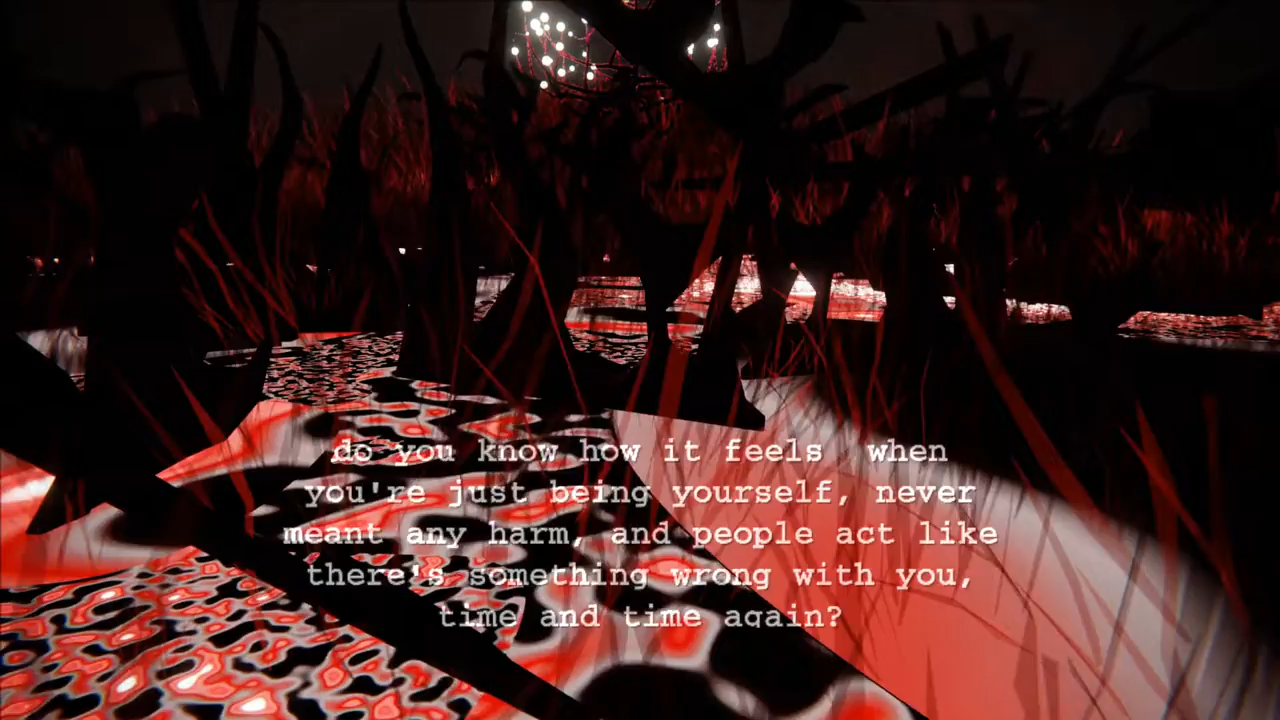 do you know how it feels  when
you're just being yourself, never
meant any harm, and people act like
there's something wrong with you,
time and time again?